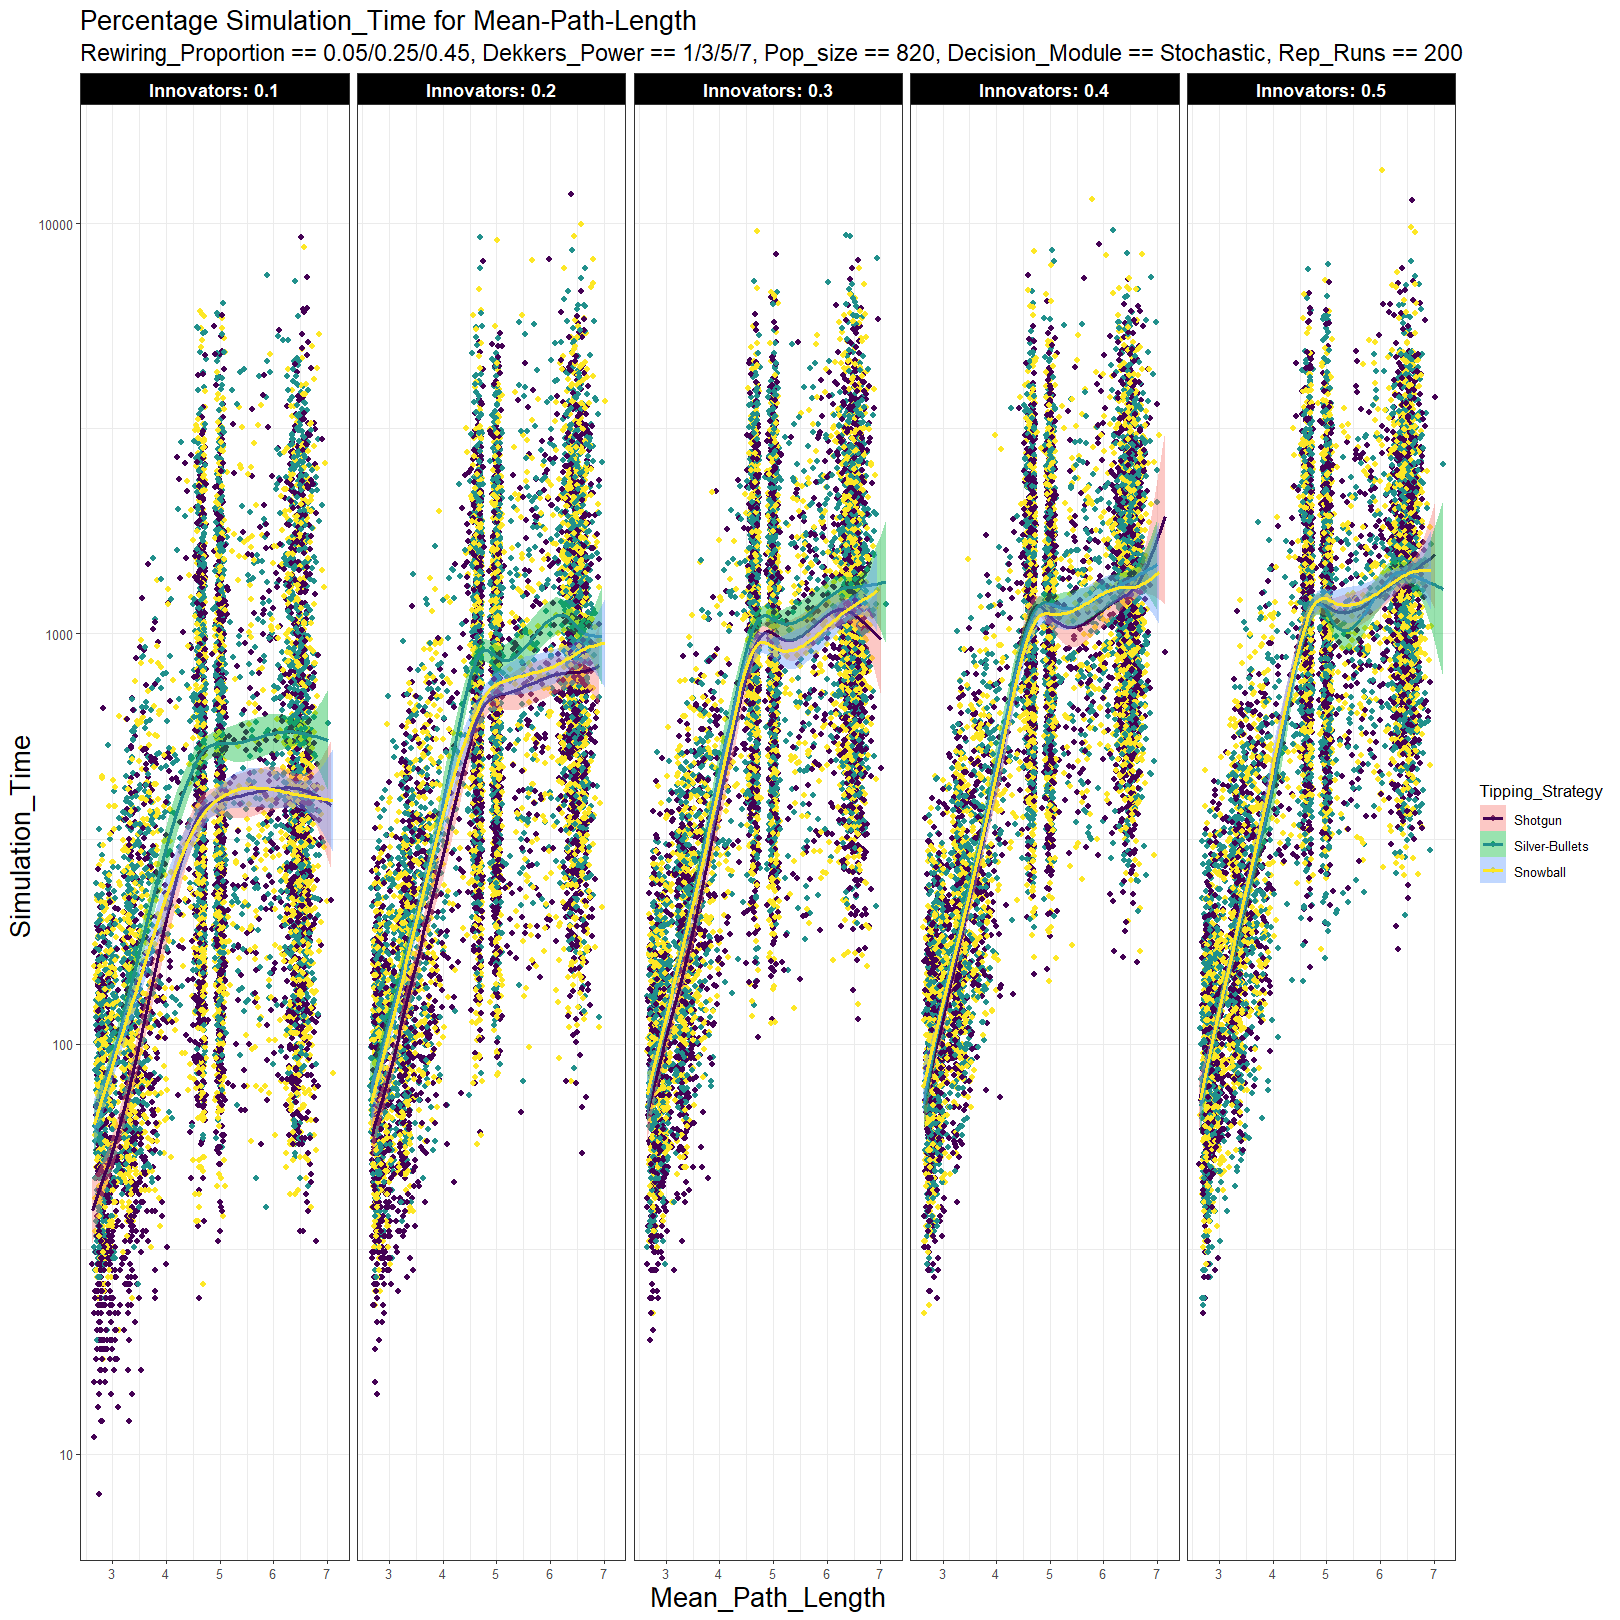 Percentage Simulation_Time for Mean-Path-Length
Rewiring_Proportion == 0.05/0.25/0.45, Dekkers_Power == 1/3/5/7, Pop_size == 820, Decision_Module == Stochastic, Rep_Runs == 200
Innovators: 0.1 Innovators: 0.2 Innovators: 0.3 Innovators: 0.4 Innovators: 0.5
10000
1000
100
10
Simulation_Time
3 4 5 6 7 3 4 5 6 7 3 4 5 6 7 3 4 5 6 7 3 4 5 6 7
Mean_Path_Length
Tipping_Strategy
Shotgun
Silver-Bullets
Snowball